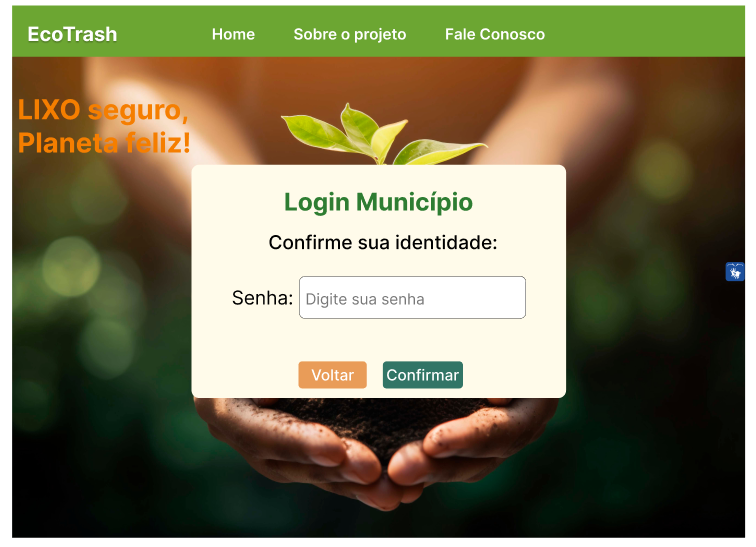 EcoTrash
Home
Sobre o projeto
Fale Conosco
LIXO seguro,
Planeta feliz!
Login Município
Confirme sua identidade:
Senha:
Digite sua senha
Voltar
Confirmar